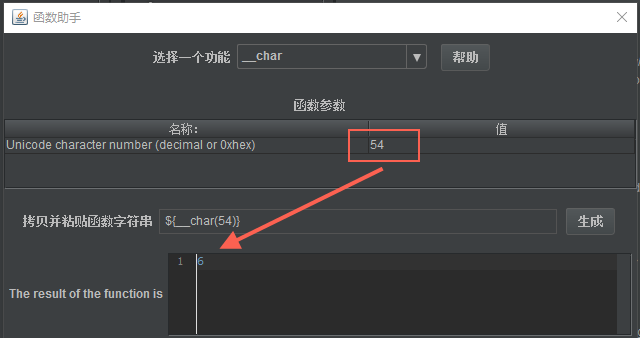 函数助手
选择一个功能 __char 帮助
函数参数
名称: 值
Unicode character number (decimal or 0xhex) 54
拷贝并粘贴函数字符串 ${__char(54)} 生成
1 6
The result of the function is